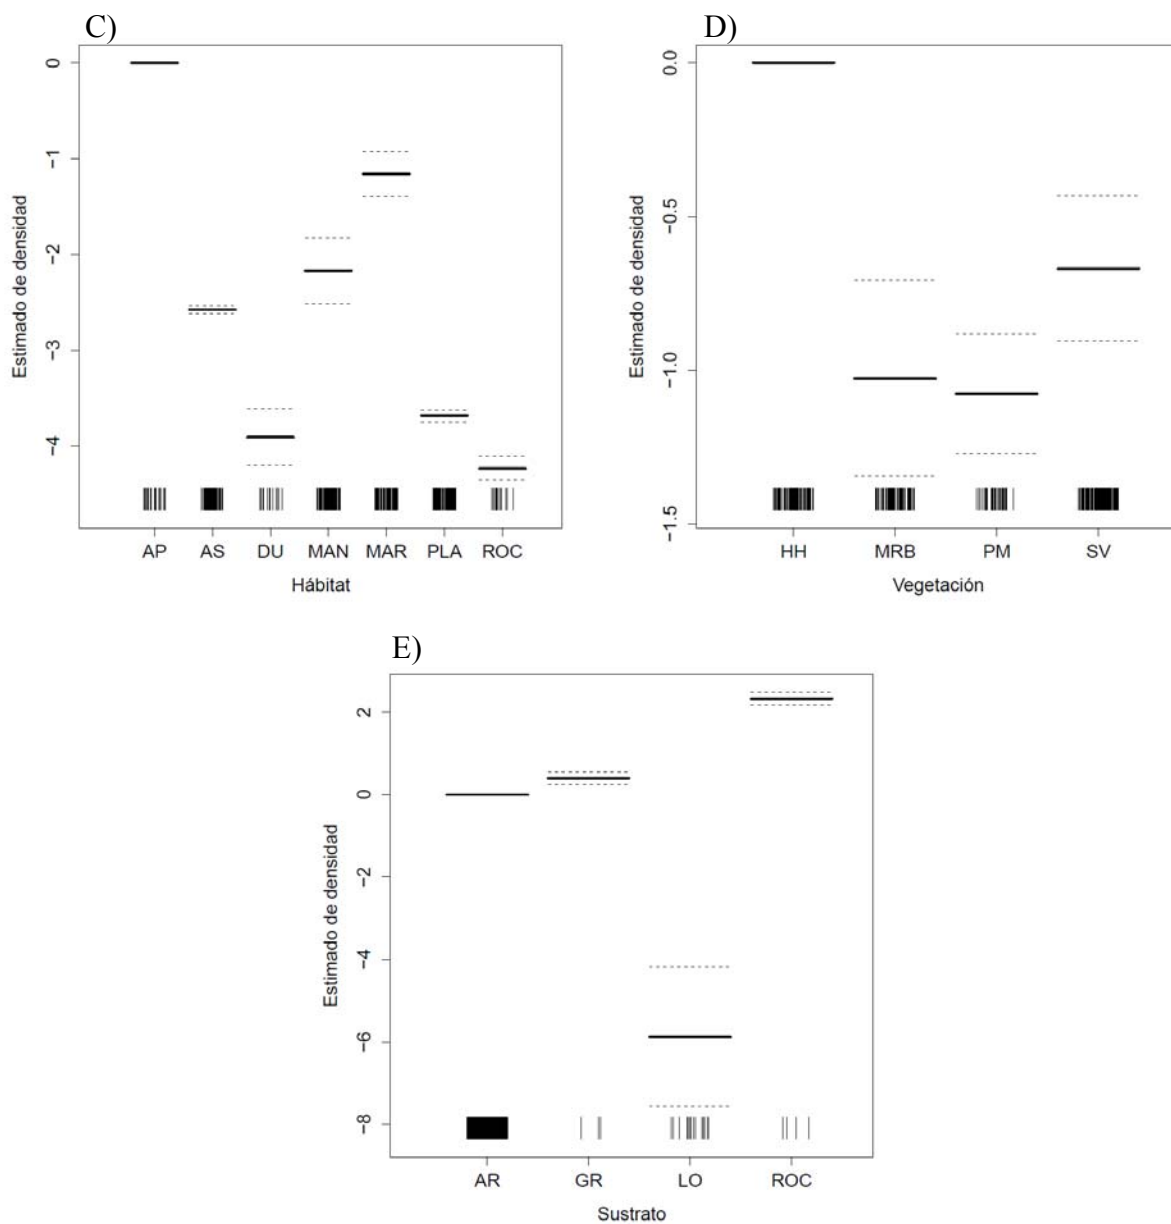 C)
0
−1
−2
−3
−4
Estimado de densidad
AP AS DU MAN MAR PLA ROC
Hábitat
D)
0.0
−0.5
−1.0
−1.5
Estimado de densidad
HH MRB PM SV
Vegetación
E)
2
0
−2
−4
−6
−8
Estimado de densidad
AR GR LO ROC
Sustrato